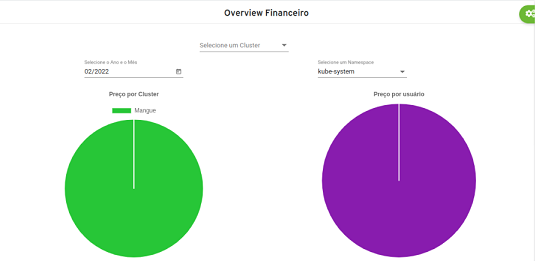 Overview Financeiro
Selecione um Cluster
Selecione o Ano e o Mês
02/2022
Selecione um Namespace
kube-system
Preço por Cluster
Mangue
Preço por usuário